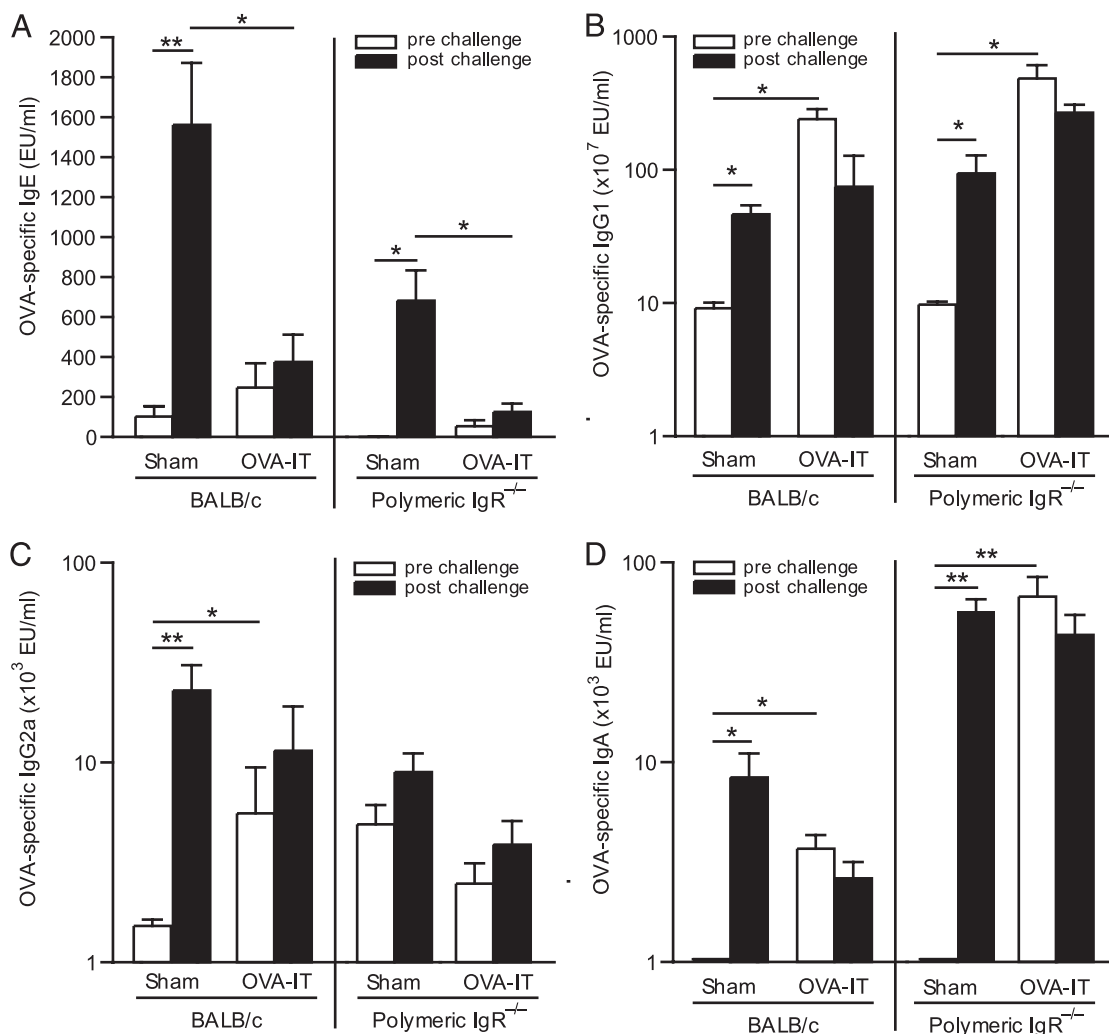 A
OVA-specific IgE (EU/ml)
2000
1800
1600
1400
1200
1000
800
600
400
200
0
**
*
*
*
pre challenge
post challenge
Sham OVA-IT Sham OVA-IT
BALB/c Polymeric IgR−/−
B
OVA-specific IgG1 (x10⁷ EU/ml)
1000
100
10
1
pre challenge
post challenge
*
*
*
*
Sham OVA-IT Sham OVA-IT
BALB/c Polymeric IgR−/−
C
OVA-specific IgG2a (x10³ EU/ml)
100
10
1
*
**
pre challenge
post challenge
Sham OVA-IT Sham OVA-IT
BALB/c Polymeric IgR−/−
D
OVA-specific IgA (x10³ EU/ml)
100
10
1
pre challenge
post challenge
*
*
**
**
Sham OVA-IT Sham OVA-IT
BALB/c Polymeric IgR−/−